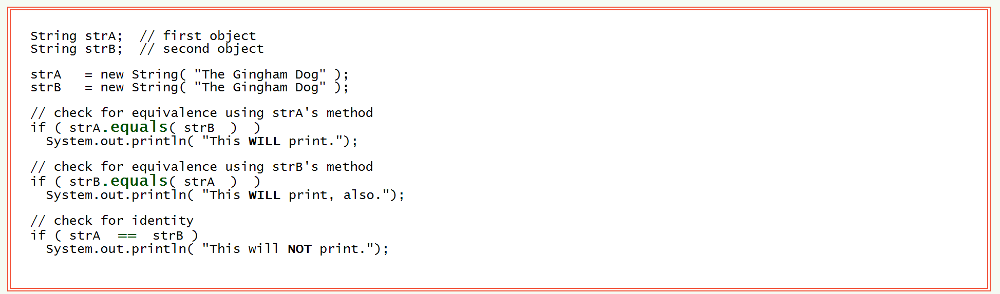 String strA;  // first object
String strB;  // second object
strA   = new String( "The Gingham Dog" );
strB   = new String( "The Gingham Dog" );
// check for equivalence using strA's method
if ( strA.equals( strB  )  )
  System.out.println( "This WILL print.");
// check for equivalence using strB's method
if ( strB.equals( strA  )  )
  System.out.println( "This WILL print, also.");
// check for identity
if ( strA  ==  strB )
  System.out.println( "This will NOT print.");